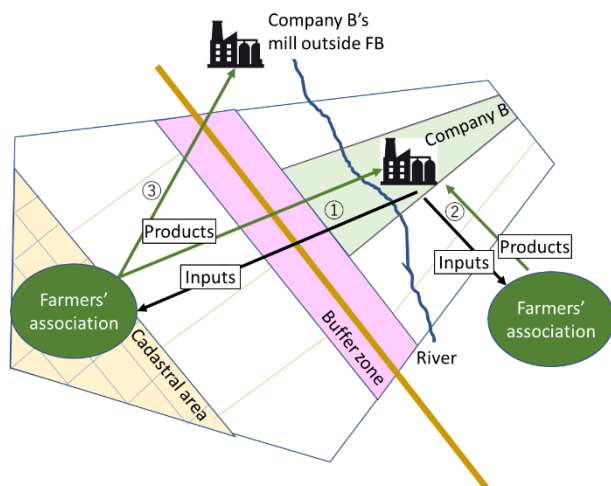 Company B's
mill outside FB
Company B
③
Products
①
②
Products
Inputs
Inputs
Farmers'
association
Farmers'
association
Cadastral area
Buffer zone
River